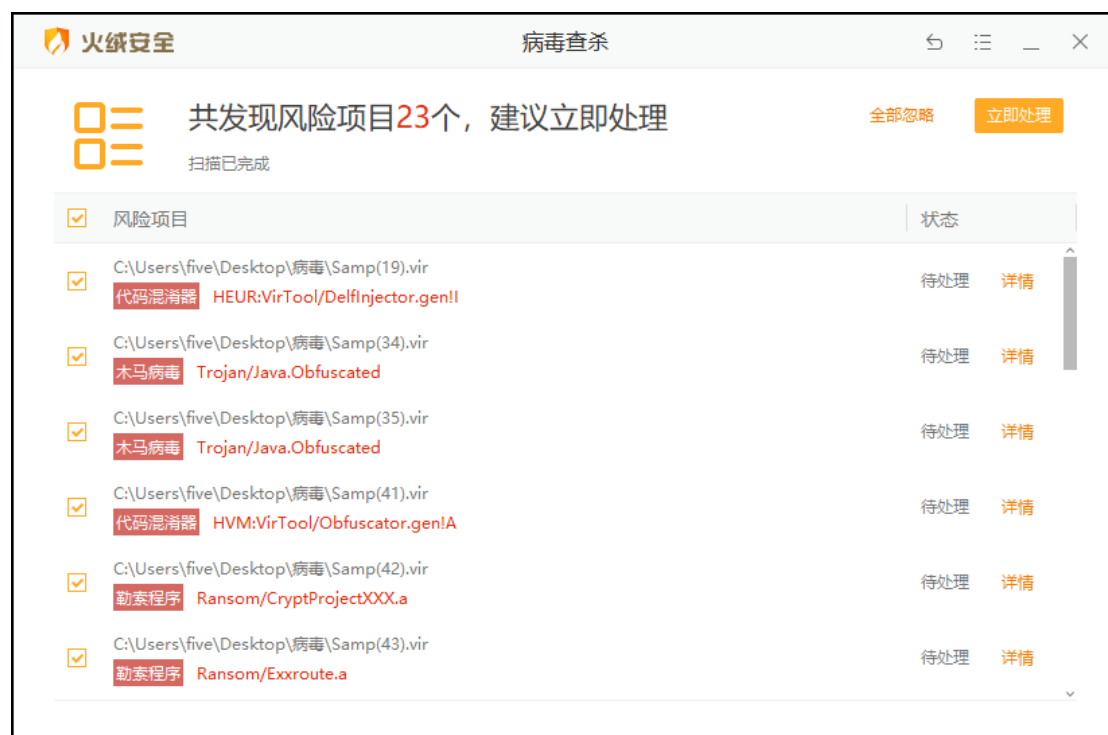 火绒安全
病毒查杀
共发现风险项目23个，建议立即处理
全部忽略
立即处理
扫描已完成
风险项目
状态
C:\Users\five\Desktop\病毒\Samp(19).vir
代码混淆器 HEUR:VirTool/DelfInjector.gen!I
待处理 详情
C:\Users\five\Desktop\病毒\Samp(34).vir
木马病毒 Trojan/Java.Obfuscated
待处理 详情
C:\Users\five\Desktop\病毒\Samp(35).vir
木马病毒 Trojan/Java.Obfuscated
待处理 详情
C:\Users\five\Desktop\病毒\Samp(41).vir
代码混淆器 HVM:VirTool/Obfuscator.gen!A
待处理 详情
C:\Users\five\Desktop\病毒\Samp(42).vir
勒索程序 Ransom/CryptProjectXXX.a
待处理 详情
C:\Users\five\Desktop\病毒\Samp(43).vir
勒索程序 Ransom/Exxroute.a
待处理 详情